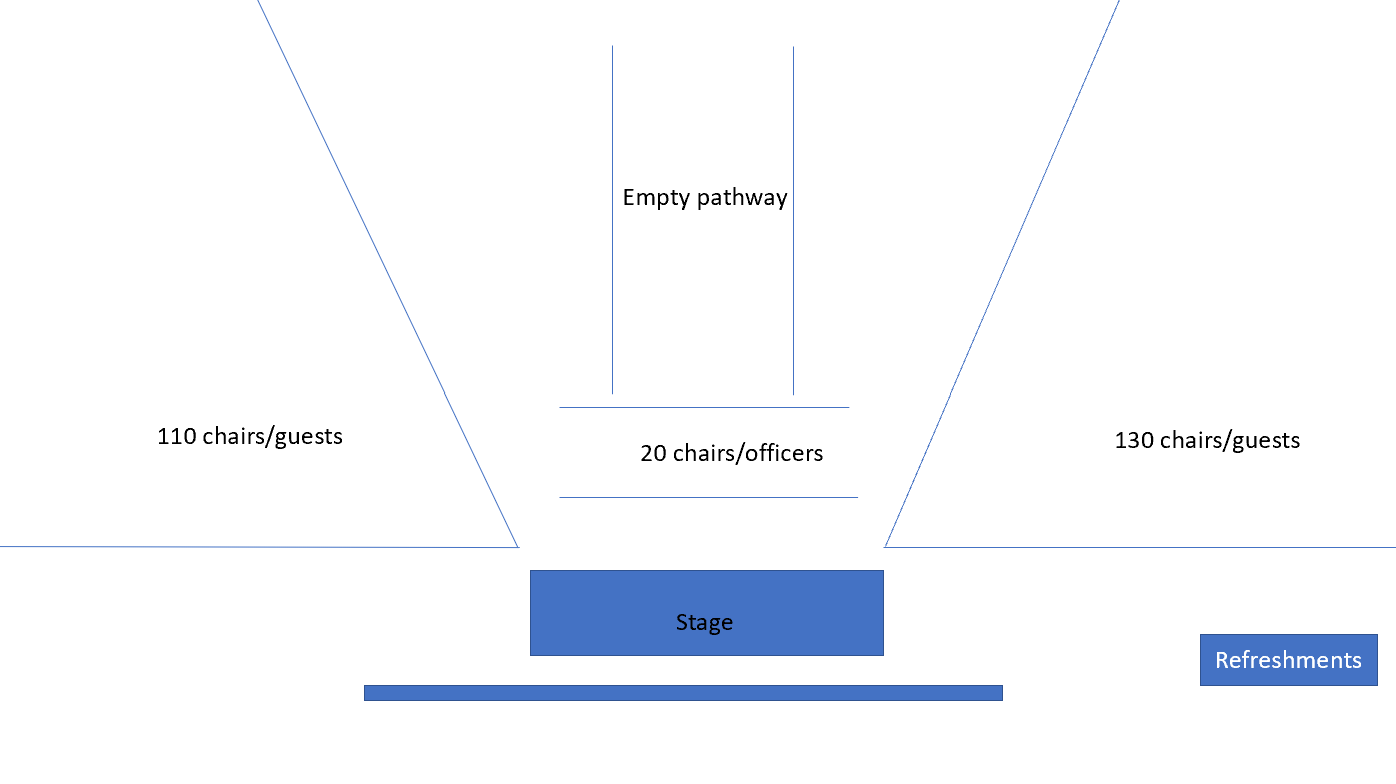 Empty pathway
110 chairs/guests
20 chairs/officers
130 chairs/guests
Stage
Refreshments